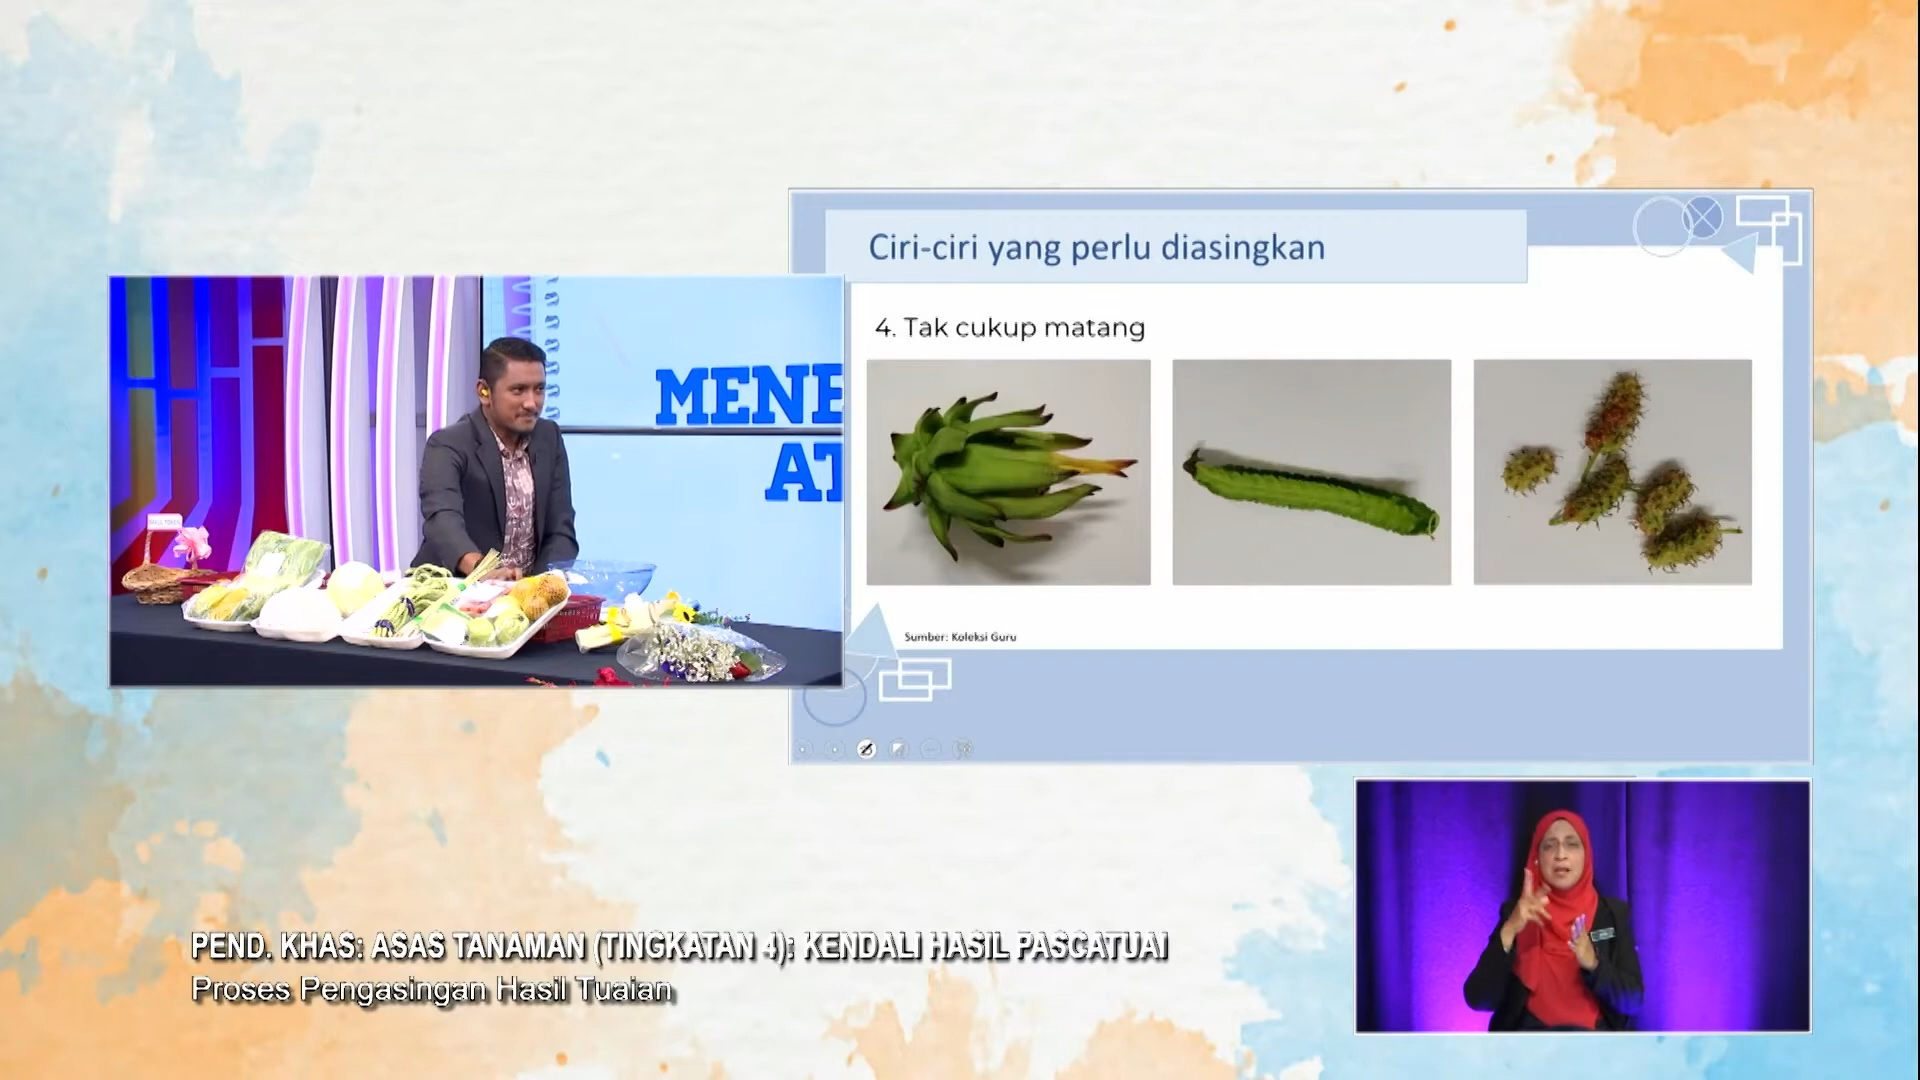 Ciri-ciri yang perlu diasingkan
4. Tak cukup matang
MENE
AT
Sumber: Koleksi Guru
PEND. KHAS: ASAS TANAMAN (TINGKATAN 4): KENDALI HASIL PASCATUAI
Proses Pengasingan Hasil Tuaian